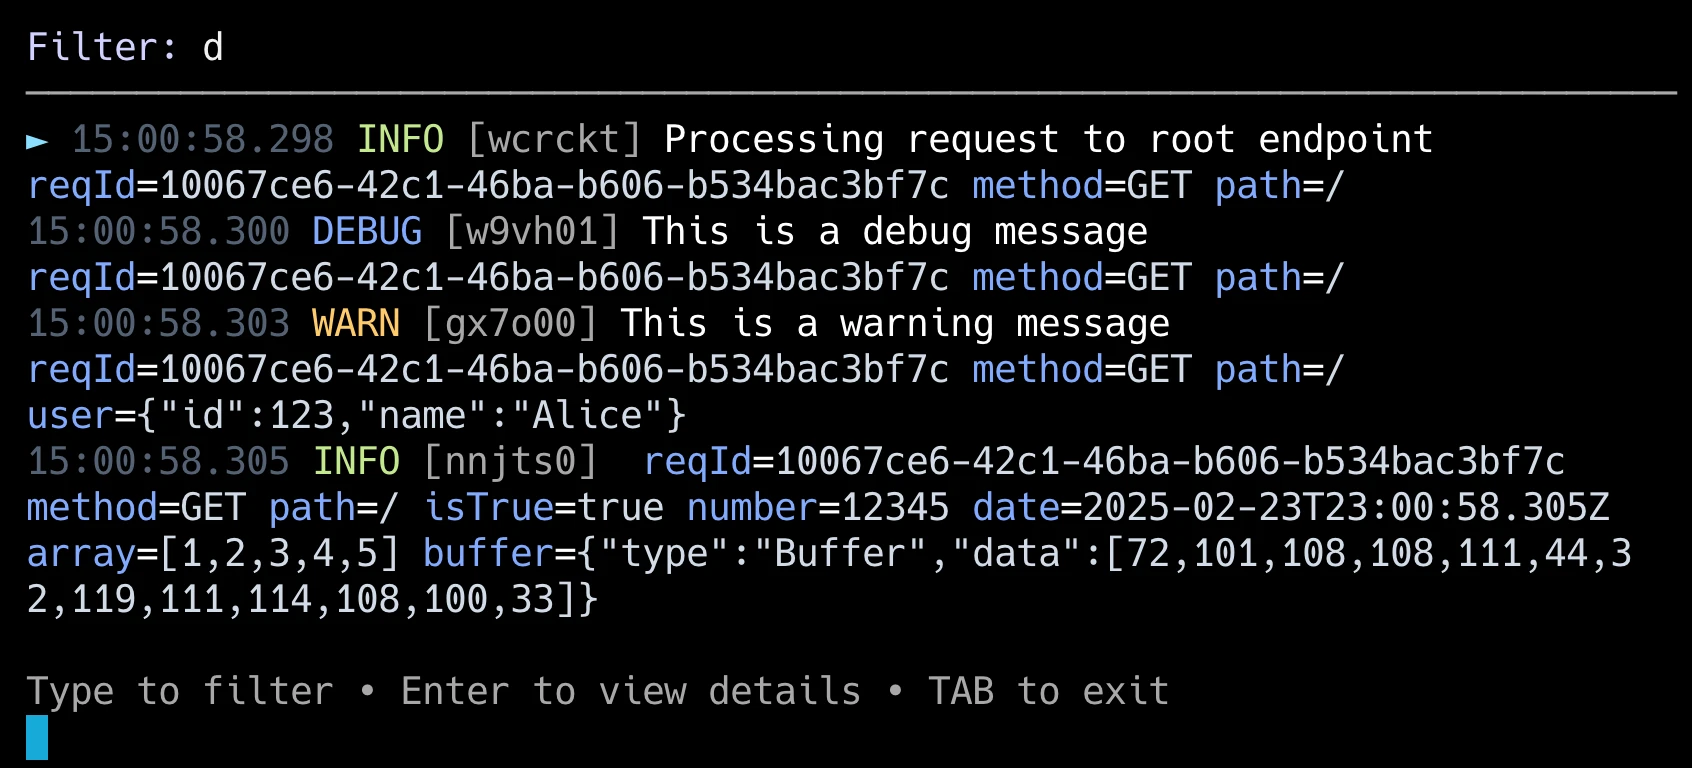 Filter: d
► 15:00:58.298 INFO [wcrckt] Processing request to root endpoint
reqId=10067ce6-42c1-46ba-b606-b534bac3bf7c method=GET path=/
15:00:58.300 DEBUG [w9vh01] This is a debug message
reqId=10067ce6-42c1-46ba-b606-b534bac3bf7c method=GET path=/
15:00:58.303 WARN [gx7o00] This is a warning message
reqId=10067ce6-42c1-46ba-b606-b534bac3bf7c method=GET path=/
user={"id":123,"name":"Alice"}
15:00:58.305 INFO [nnjts0]  reqId=10067ce6-42c1-46ba-b606-b534bac3bf7c
method=GET path=/ isTrue=true number=12345 date=2025-02-23T23:00:58.305Z
array=[1,2,3,4,5] buffer={"type":"Buffer","data":[72,101,108,108,111,44,3
2,119,111,114,108,100,33]}
Type to filter • Enter to view details • TAB to exit